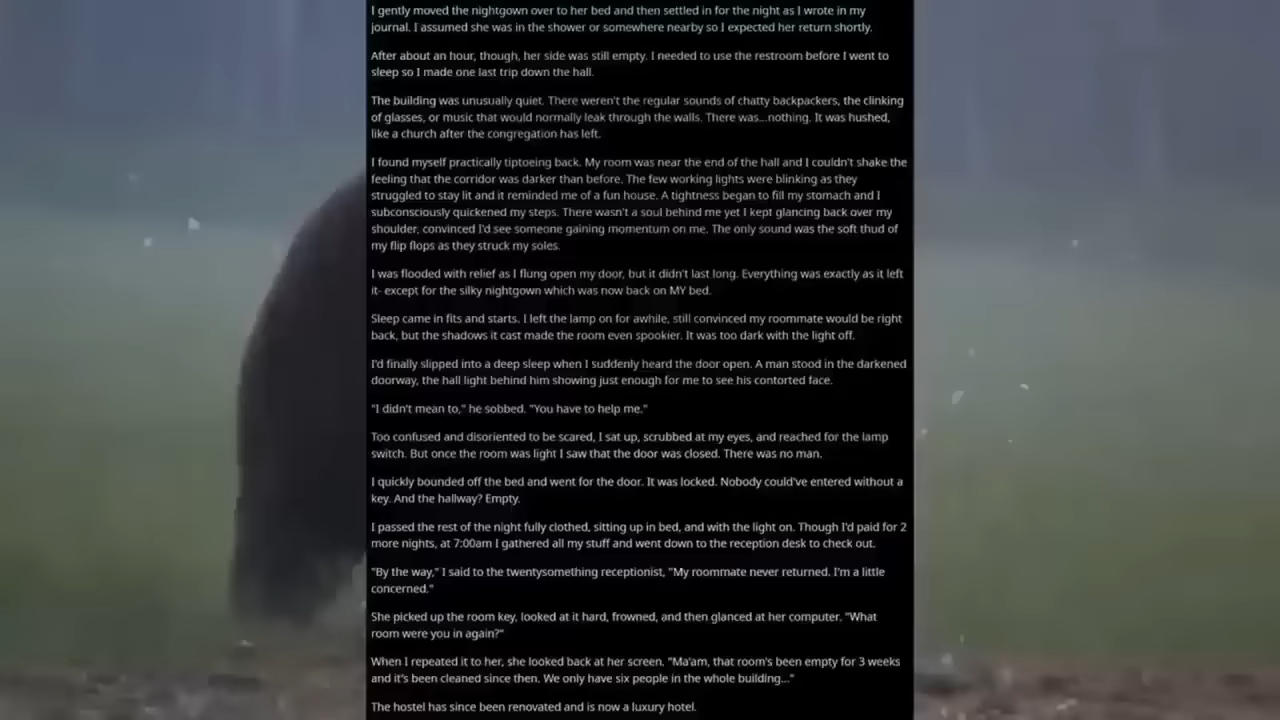 I gently moved the nightgown over to her bed and then settled in for the night as I wrote in my
journal. I assumed she was in the shower or somewhere nearby so I expected her return shortly.
After about an hour, though, her side was still empty. I needed to use the restroom before I went to
sleep so I made one last trip down the hall.
The building was unusually quiet. There weren't the regular sounds of chatty backpackers, the clinking
of glasses, or music that would normally leak through the walls. There was...nothing. It was hushed,
like a church after the congregation has left.
I found myself practically tiptoeing back. My room was near the end of the hall and I couldn't shake the
feeling that the corridor was darker than before. The few working lights were blinking as they
struggled to stay lit and it reminded me of a fun house. A tightness began to fill my stomach and I
subconsciously quickened my steps. There wasn't a soul behind me yet I kept glancing back over my
shoulder, convinced I'd see someone gaining momentum on me. The only sound was the soft thud of
my flip flops as they struck my soles.
I was flooded with relief as I flung open my door, but it didn't last long. Everything was exactly as it left
it- except for the silky nightgown which was now back on MY bed.
Sleep came in fits and starts. I left the lamp on for awhile, still convinced my roommate would be right
back, but the shadows it cast made the room even spookier. It was too dark with the light off.
I'd finally slipped into a deep sleep when I suddenly heard the door open. A man stood in the darkened
doorway, the hall light behind him showing just enough for me to see his contorted face.
"I didn't mean to," he sobbed. "You have to help me."
Too confused and disoriented to be scared, I sat up, scrubbed at my eyes, and reached for the lamp
switch. But once the room was light I saw that the door was closed. There was no man.
I quickly bounded off the bed and went for the door. It was locked. Nobody could've entered without a
key. And the hallway? Empty.
I passed the rest of the night fully clothed, sitting up in bed, and with the light on. Though I'd paid for 2
more nights, at 7:00am I gathered all my stuff and went down to the reception desk to check out.
"By the way," I said to the twentysomething receptionist, "My roommate never returned. I'm a little
concerned."
She picked up the room key, looked at it hard, frowned, and then glanced at her computer. "What
room were you in again?"
When I repeated it to her, she looked back at her screen. "Ma'am, that room's been empty for 3 weeks
and it's been cleaned since then. We only have six people in the whole building..."
The hostel has since been renovated and is now a luxury hotel.